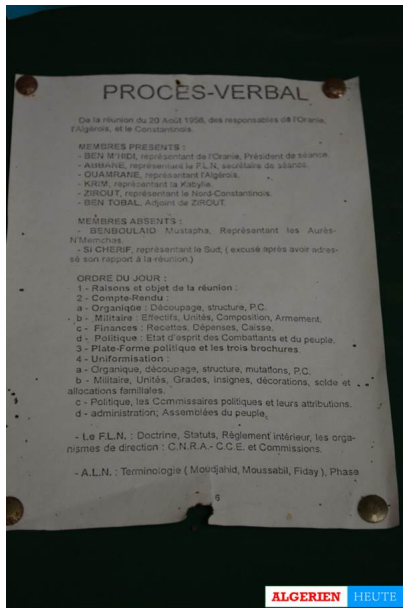 PROCES-VERBAL
De la réunion du 20 Août 1956, des responsables de l'Oranie,
l'Algérois, et le Constantinois.
MEMBRES PRESENTS :
- BEN M'HIDI, représentant de l'Oranie, Président de séance.
- ABBANE, représentant le F.L.N, secrétaire de séance.
- OUAMRANE, représentant l'Algérois.
- KRIM, représentant la Kabylie.
- ZIROUT, représentant le Nord-Constantinois.
- BEN TOBAL, Adjoint de ZIROUT.
MEMBRES ABSENTS :
- BENBOULAID Mustapha, Représentant les Aurès-
N'Memchas.
- Si CHERIF, représentant le Sud, ( excusé après avoir adres-
sé son rapport à la réunion.)
ORDRE DU JOUR :
1 - Raisons et objet de la réunion :
2 - Compte-Rendu :
a - Organique : Découpage, structure, P.C.
b - Militaire : Effectifs, Unités, Composition, Armement.
c - Finances : Recettes, Dépenses, Caisse.
d - Politique : Etat d'esprit des Combattants et du peuple.
3 - Plate-Forme politique et les trois brochures.
4 - Uniformisation :
a - Organique, découpage, structure, mutations, P.C.
b - Militaire, Unités, Grades, insignes, décorations, solde et
allocations familiales.
c - Politique, les Commissaires politiques et leurs attributions.
d - administration; Assemblées du peuple.
- Le F.L.N. : Doctrine, Statuts, Règlement intérieur, les orga-
nismes de direction : C.N.R.A.- C.C.E. et Commissions.
- A.L.N. : Terminologie ( Moudjahid, Moussabil, Fiday ), Phase
6
ALGERIEN HEUTE